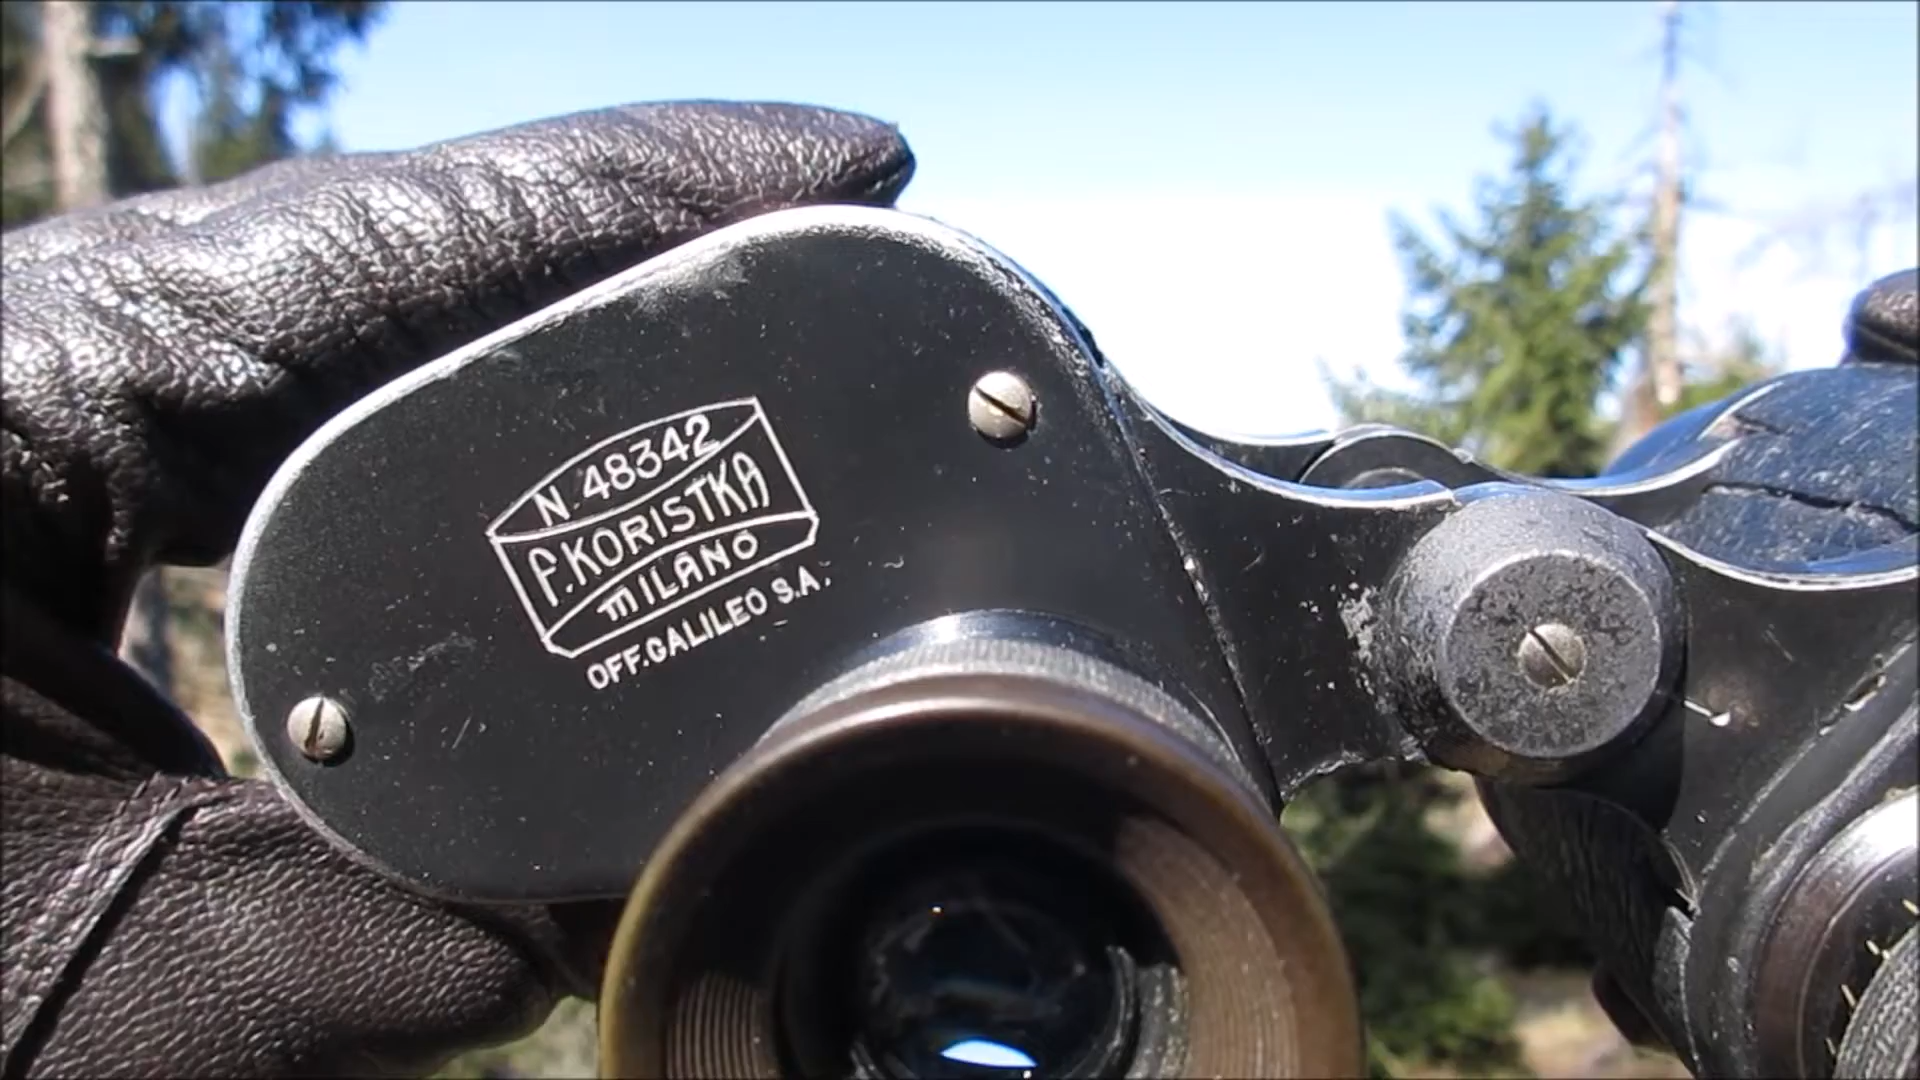 N. 48342
F. KORISTKA
MILANO
OFF. GALILEO S.A.